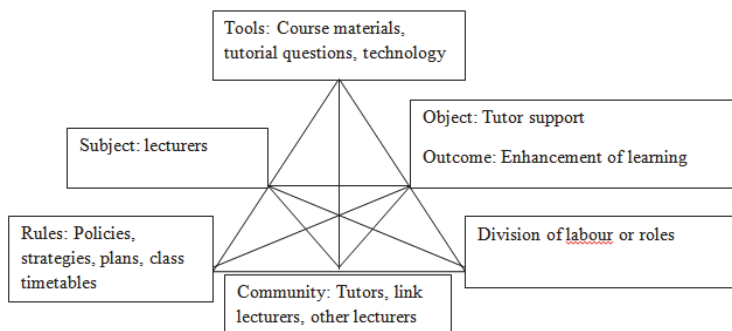 Tools: Course materials,
tutorial questions, technology
Subject: lecturers
Object: Tutor support
Outcome: Enhancement of learning
Rules: Policies,
strategies, plans, class
timetables
Division of labour or roles
Community: Tutors, link
lecturers, other lecturers